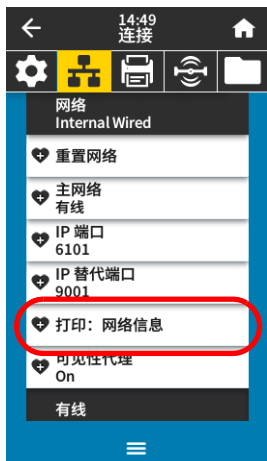 14:49
连接
网络
Internal Wired
重置网络
主网络
有线
IP 端口
6101
IP 替代端口
9001
打印：网络信息
可见性代理
On
有线